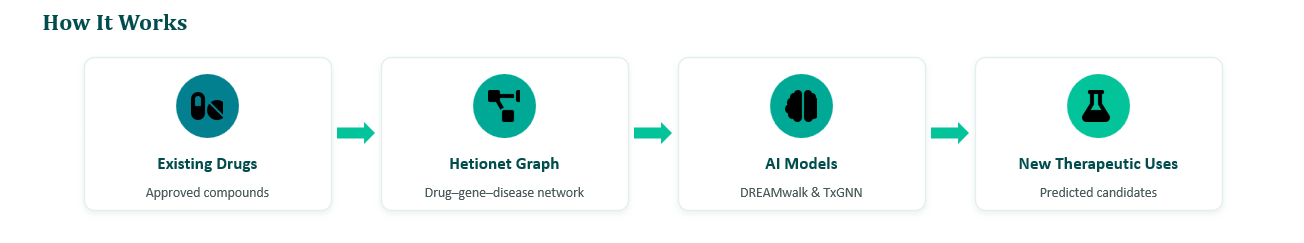 How It Works
Existing Drugs
Approved compounds
Hetionet Graph
Drug–gene–disease network
AI Models
DREAMwalk & TxGNN
New Therapeutic Uses
Predicted candidates